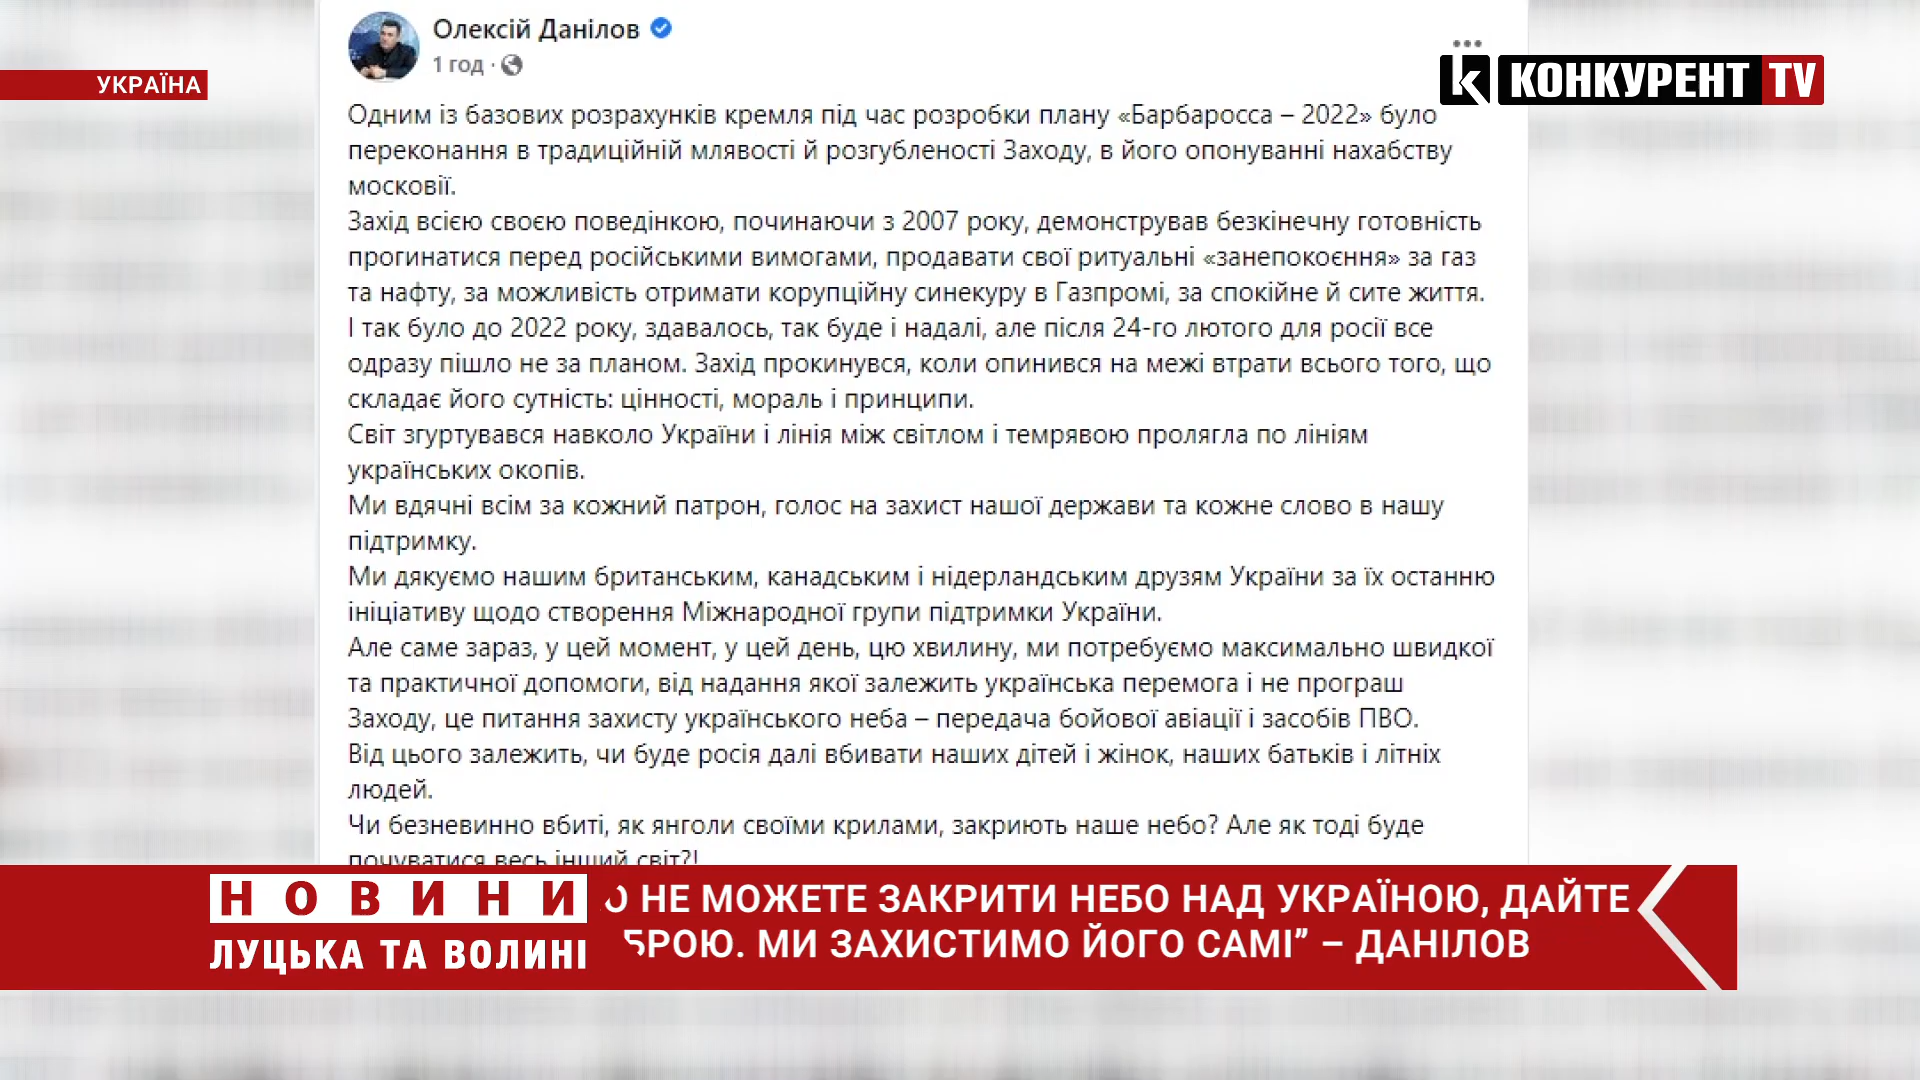 Олексій Данілов
1 год ·
УКРАЇНА
КОНКУРЕНТ TV
Одним із базових розрахунків кремля під час розробки плану «Барбаросса – 2022» було
переконання в традиційній млявості й розгубленості Заходу, в його опонуванні нахабству
московії.
Захід всією своєю поведінкою, починаючи з 2007 року, демонстрував безкінечну готовність
прогинатися перед російськими вимогами, продавати свої ритуальні «занепокоєння» за газ
та нафту, за можливість отримати корупційну синекуру в Газпромі, за спокійне й сите життя.
І так було до 2022 року, здавалось, так буде і надалі, але після 24-го лютого для росії все
одразу пішло не за планом. Захід прокинувся, коли опинився на межі втрати всього того, що
складає його сутність: цінності, мораль і принципи.
Світ згуртувався навколо України і лінія між світлом і темрявою пролягла по лініям
українських окопів.
Ми вдячні всім за кожний патрон, голос на захист нашої держави та кожне слово в нашу
підтримку.
Ми дякуємо нашим британським, канадським і нідерландським друзям України за їх останню
ініціативу щодо створення Міжнародної групи підтримки України.
Але саме зараз, у цей момент, у цей день, цю хвилину, ми потребуємо максимально швидкої
та практичної допомоги, від надання якої залежить українська перемога і не програш
Заходу, це питання захисту українського неба – передача бойової авіації і засобів ПВО.
Від цього залежить, чи буде росія далі вбивати наших дітей і жінок, наших батьків і літніх
людей.
Чи безневинно вбиті, як янголи своїми крилами, закриють наше небо? Але як тоді буде
почуватися весь інший світ?!
НОВИНИ
ЛУЦЬКА ТА ВОЛИНІ
НЕ МОЖЕТЕ ЗАКРИТИ НЕБО НАД УКРАЇНОЮ, ДАЙТЕ
БРОЮ. МИ ЗАХИСТИМО ЙОГО САМІ” – ДАНІЛОВ